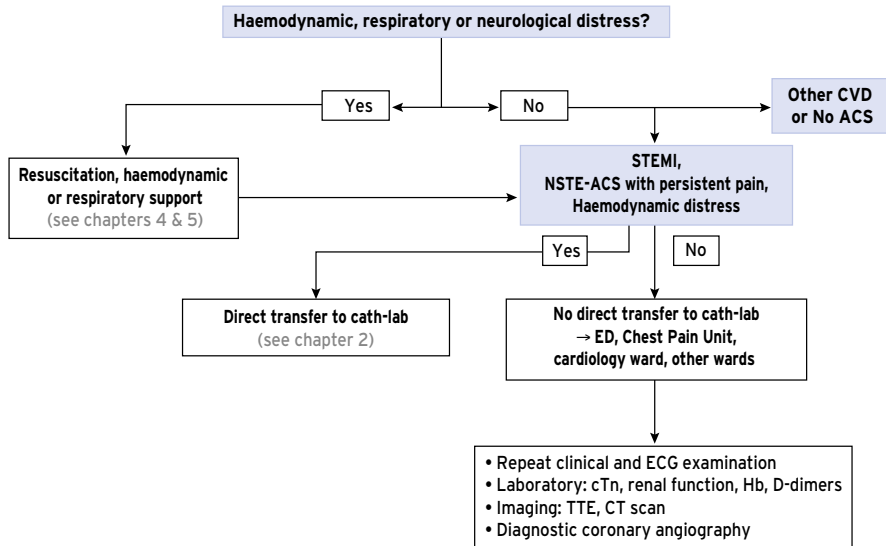 Haemodynamic, respiratory or neurological distress?
Yes
No
Other CVD
or No ACS
Resuscitation, haemodynamic
or respiratory support
(see chapters 4 & 5)
STEMI,
NSTE-ACS with persistent pain,
Haemodynamic distress
Yes
No
Direct transfer to cath-lab
(see chapter 2)
No direct transfer to cath-lab
→ ED, Chest Pain Unit,
cardiology ward, other wards
• Repeat clinical and ECG examination
• Laboratory: cTn, renal function, Hb, D-dimers
• Imaging: TTE, CT scan
• Diagnostic coronary angiography